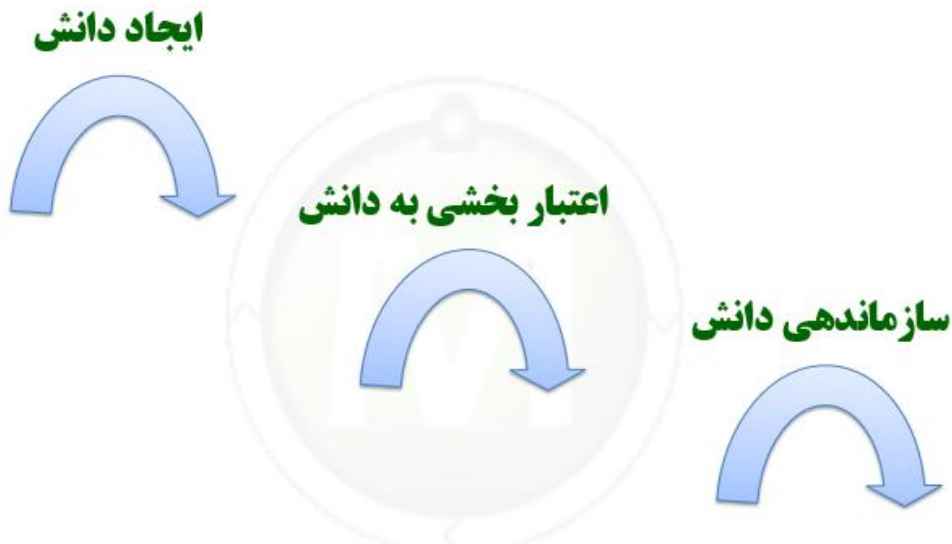 ایجاد دانش
اعتبار بخشی به دانش
سازماندهی دانش